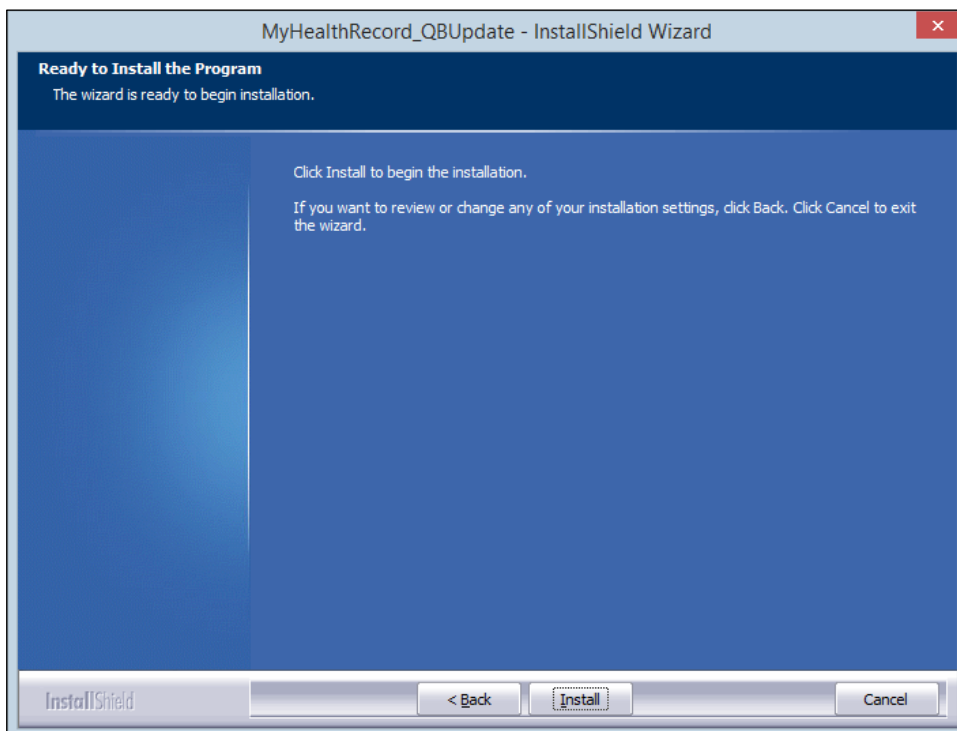 MyHealthRecord_QBUpdate - InstallShield Wizard
Ready to Install the Program
The wizard is ready to begin installation.
Click Install to begin the installation.
If you want to review or change any of your installation settings, click Back. Click Cancel to exit
the wizard.
InstallShield
< Back
Install
Cancel